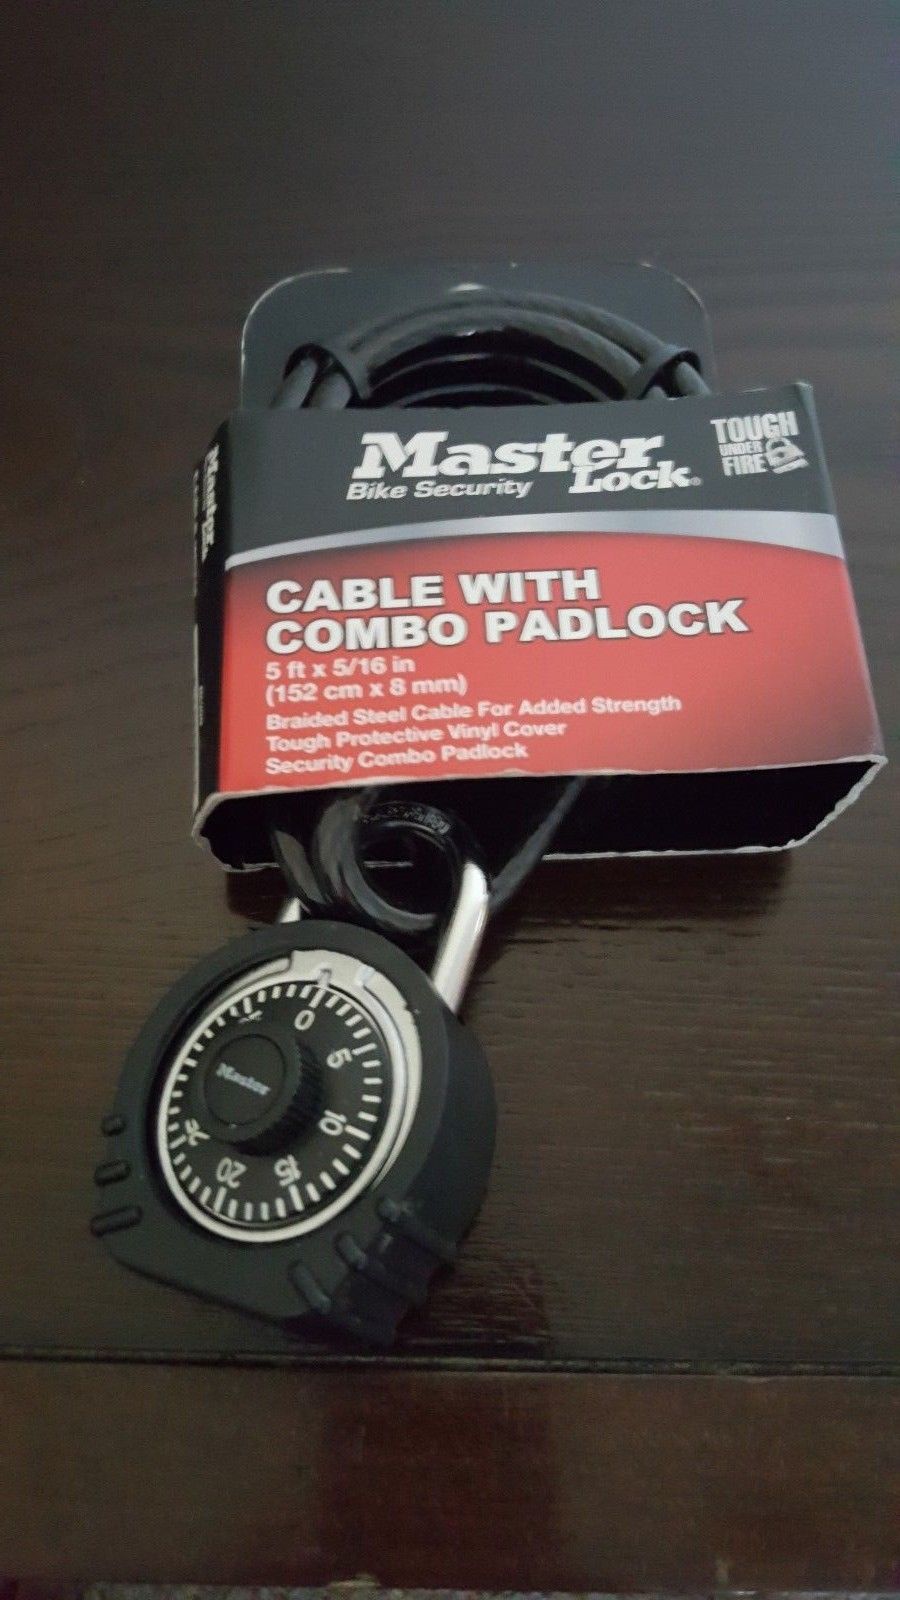 Master
Lock®
Bike Security
TOUGH
UNDER
FIRE
Master
CABLE WITH
COMBO PADLOCK
5 ft x 5/16 in
(152 cm x 8 mm)
Braided Steel Cable For Added Strength
Tough Protective Vinyl Cover
Security Combo Padlock
0
5
10
15
20
Master